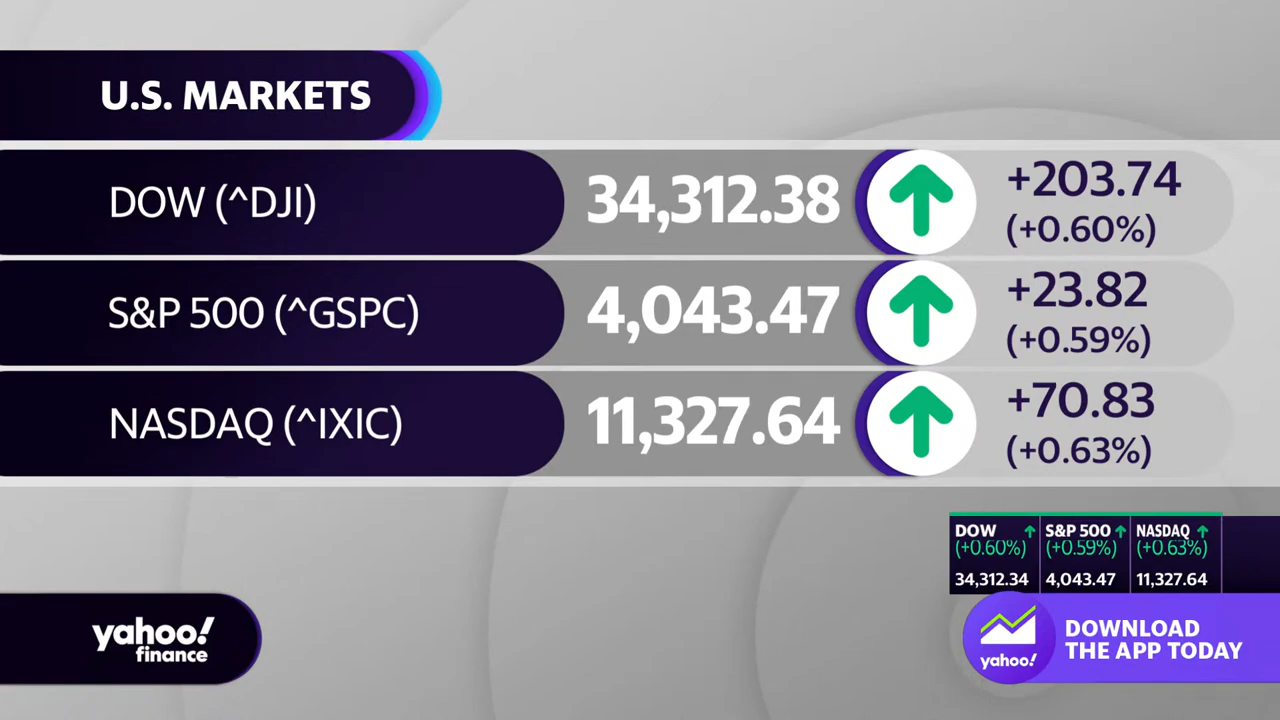 U.S. MARKETS
DOW (^DJI) 34,312.38 +203.74
(+0.60%)
S&P 500 (^GSPC) 4,043.47 +23.82
(+0.59%)
NASDAQ (^IXIC) 11,327.64 +70.83
(+0.63%)
DOW S&P 500 NASDAQ
(+0.60%) (+0.59%) (+0.63%)
34,312.34 4,043.47 11,327.64
yahoo!
finance
yahoo!
DOWNLOAD
THE APP TODAY